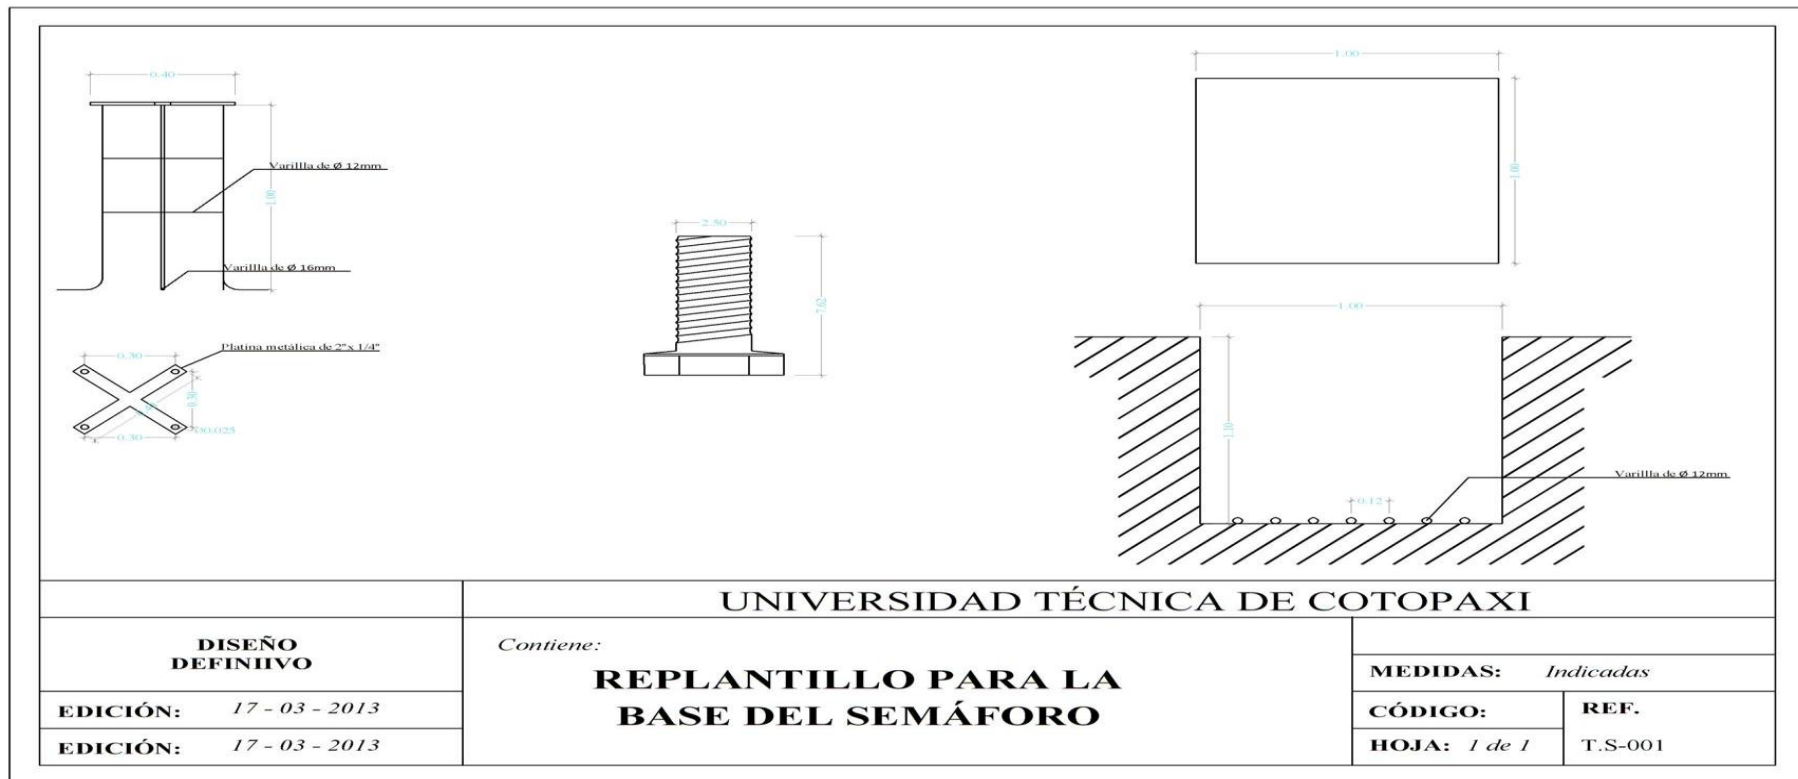 0.40
Varillla de Ø 12mm
1.00
Varillla de Ø 16mm
Platina metálica de 2"x 1/4"
0.30
0.30
0.30
Ø0.025
2.50
7.62
1.00
1.00
1.00
1.10
0.12
Varillla de Ø 12mm
UNIVERSIDAD TÉCNICA DE COTOPAXI
DISEÑO
DEFINIIVO
EDICIÓN: 17 - 03 - 2013
EDICIÓN: 17 - 03 - 2013
Contiene:
REPLANTILLO PARA LA
BASE DEL SEMÁFORO
MEDIDAS: Indicadas
CÓDIGO: REF.
HOJA: 1 de 1 T.S-001